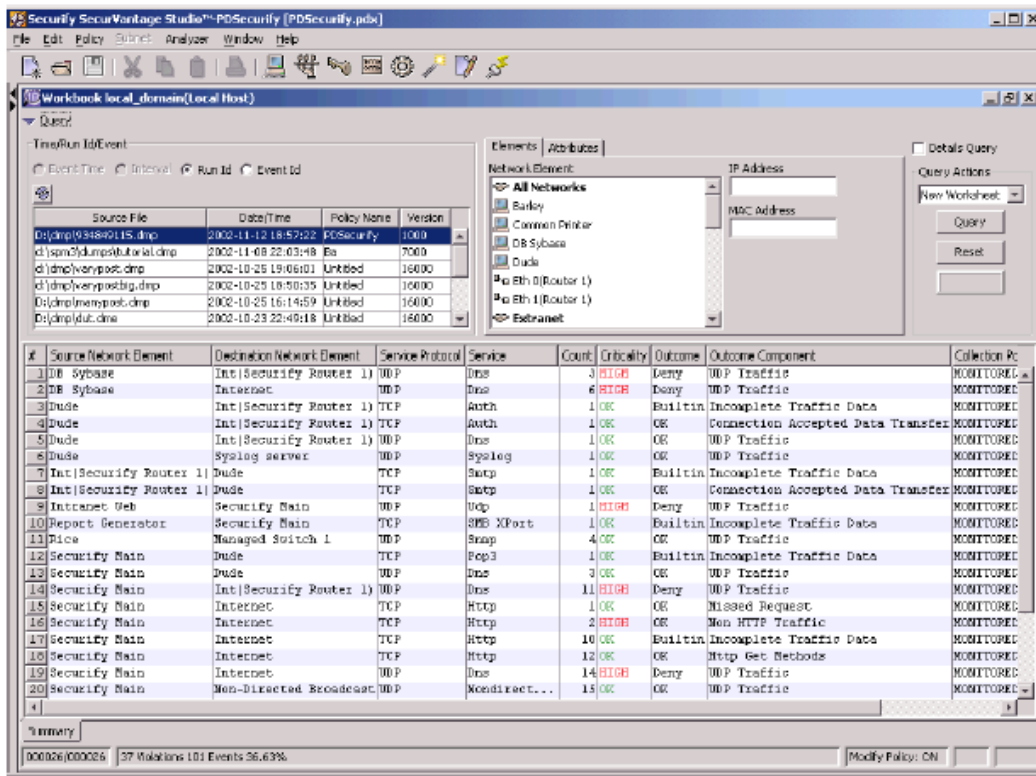 Securify SecurVantage Studio™-PDSecurify [PDSecurify.pdx]
File Edit Policy Subnet Analyzer Window Help
Workbook local_domain(Local Host)
Query
Time/Run Id/Event
Event Time Interval Run Id Event Id
Source File Date/Time Policy Name Version
D:\dmp\934849115.dmp 2002-11-12 18:57:22 PDSecurify 1000
d:\spm3\dumps\tutorial.dmp 2002-11-08 22:03:48 Ba 7000
d:\dmp\varypost.dmp 2002-10-25 19:06:01 Untitled 16000
d:\dmp\varypostbig.dmp 2002-10-25 18:50:35 Untitled 16000
D:\dmp\manypost.dmp 2002-10-25 16:14:59 Untitled 16000
D:\dmp\dut.dme 2002-10-23 22:49:18 Untitled 16000
Elements Attributes
Network Element
All Networks
Barley
Common Printer
DB Sybase
Dude
Eth 0(Router 1)
Eth 1(Router 1)
Extranet
IP Address
MAC Address
Details Query
Query Actions
New Worksheet
Query
Reset
# Source Network Element Destination Network Element Service Protocol Service Count Criticality Outcome Outcome Component Collection Po
1 DB Sybase Int|Securify Router 1) UDP Dns 3 HIGH Deny UDP Traffic MONITORED
2 DB Sybase Internet UDP Dns 6 HIGH Deny UDP Traffic MONITORED
3 Dude Int|Securify Router 1) TCP Auth 1 OK Builtin Incomplete Traffic Data MONITORED
4 Dude Int|Securify Router 1) TCP Auth 1 OK OK Connection Accepted Data Transfer MONITORED
5 Dude Int|Securify Router 1) UDP Dns 1 OK OK UDP Traffic MONITORED
6 Dude Syslog server UDP Syslog 1 OK OK UDP Traffic MONITORED
7 Int|Securify Router 1| Dude TCP Smtp 1 OK Builtin Incomplete Traffic Data MONITORED
8 Int|Securify Router 1| Dude TCP Smtp 1 OK OK Connection Accepted Data Transfer MONITORED
9 Intranet Web Securify Main UDP Udp 1 HIGH Deny UDP Traffic MONITORED
10 Report Generator Securify Main TCP SMB XPort 1 OK Builtin Incomplete Traffic Data MONITORED
11 Rice Managed Switch 1 UDP Snmp 4 OK OK UDP Traffic MONITORED
12 Securify Main Dude TCP Pop3 1 OK Builtin Incomplete Traffic Data MONITORED
13 Securify Main Dude UDP Dns 3 OK OK UDP Traffic MONITORED
14 Securify Main Int|Securify Router 1) UDP Dns 11 HIGH Deny UDP Traffic MONITORED
15 Securify Main Internet TCP Http 1 OK OK Missed Request MONITORED
16 Securify Main Internet TCP Http 2 HIGH OK Non HTTP Traffic MONITORED
17 Securify Main Internet TCP Http 10 OK Builtin Incomplete Traffic Data MONITORED
18 Securify Main Internet TCP Http 12 OK OK Http Get Methods MONITORED
19 Securify Main Internet UDP Dns 14 HIGH Deny UDP Traffic MONITORED
20 Securify Main Non-Directed Broadcast UDP Nondirect... 15 OK OK UDP Traffic MONITORED
Summary
000026/000026 37 Violations 101 Events 36.63% Modify Policy: ON